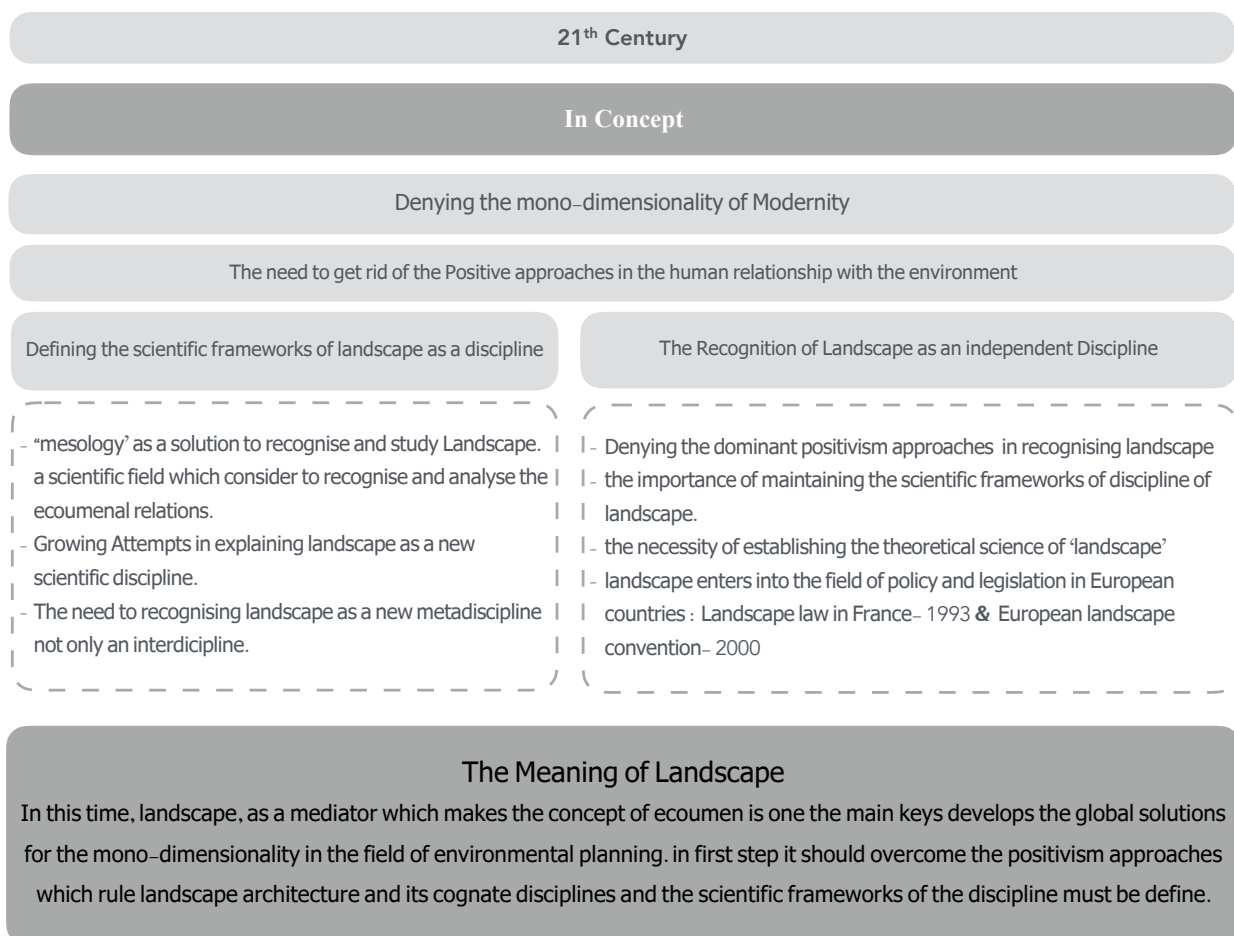 21th Century
In Concept
Denying the mono-dimensionality of Modernity
The need to get rid of the Positive approaches in the human relationship with the environment
Defining the scientific frameworks of landscape as a discipline
- “mesology’ as a solution to recognise and study Landscape.
a scientific field which consider to recognise and analyse the
ecoumenal relations.
- Growing Attempts in explaining landscape as a new
scientific discipline.
- The need to recognising landscape as a new metadiscipline
not only an interdicipline.
The Recognition of Landscape as an independent Discipline
- Denying the dominant positivism approaches in recognising landscape
- the importance of maintaining the scientific frameworks of discipline of
landscape.
- the necessity of establishing the theoretical science of ‘landscape’
- landscape enters into the field of policy and legislation in European
countries : Landscape law in France- 1993 & European landscape
convention- 2000
The Meaning of Landscape
In this time, landscape, as a mediator which makes the concept of ecoumen is one the main keys develops the global solutions
for the mono-dimensionality in the field of environmental planning. in first step it should overcome the positivism approaches
which rule landscape architecture and its cognate disciplines and the scientific frameworks of the discipline must be define.